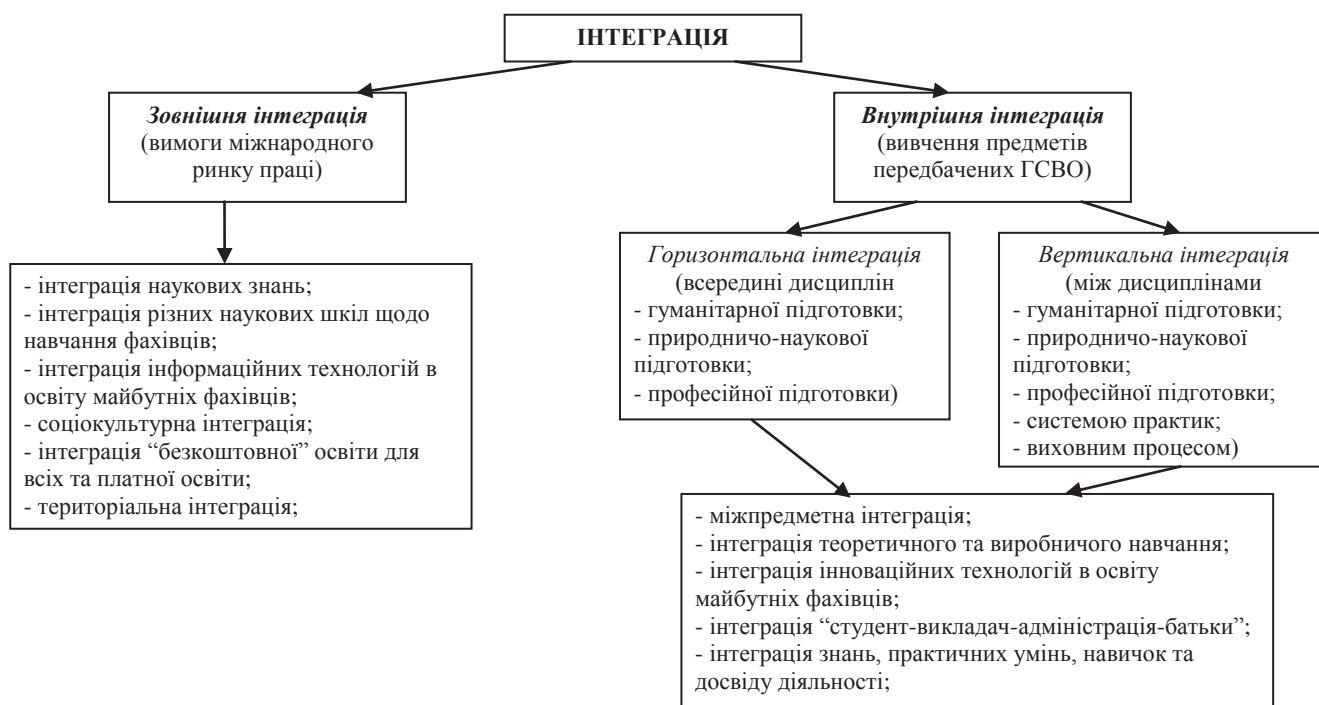 ІНТЕГРАЦІЯ
Зовнішня інтеграція
(вимоги міжнародного
ринку праці)
Внутрішня інтеграція
(вивчення предметів
передбачених ГСВО)
- інтеграція наукових знань;
- інтеграція різних наукових шкіл щодо
навчання фахівців;
- інтеграція інформаційних технологій в
освіту майбутніх фахівців;
- соціокультурна інтеграція;
- інтеграція “безкоштовної” освіти для
всіх та платної освіти;
- територіальна інтеграція;
Горизонтальна інтеграція
(всередині дисциплін
- гуманітарної підготовки;
- природничо-наукової
підготовки;
- професійної підготовки)
Вертикальна інтеграція
(між дисциплінами
- гуманітарної підготовки;
- природничо-наукової
підготовки;
- професійної підготовки;
- системою практик;
- виховним процесом)
- міжпредметна інтеграція;
- інтеграція теоретичного та виробничого навчання;
- інтеграція інноваційних технологій в освіту
майбутніх фахівців;
- інтеграція “студент-викладач-адміністрація-батьки”;
- інтеграція знань, практичних умінь, навичок та
досвіду діяльності;